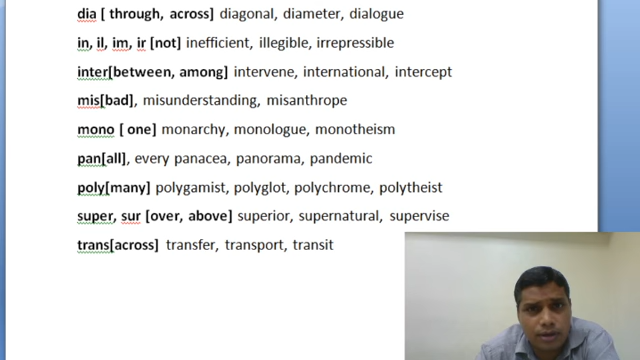 dia [ through, across] diagonal, diameter, dialogue
in, il, im, ir [not] inefficient, illegible, irrepressible
inter[between, among] intervene, international, intercept
mis[bad], misunderstanding, misanthrope
mono [ one] monarchy, monologue, monotheism
pan[all], every panacea, panorama, pandemic
poly[many] polygamist, polyglot, polychrome, polytheist
super, sur [over, above] superior, supernatural, supervise
trans[across] transfer, transport, transit